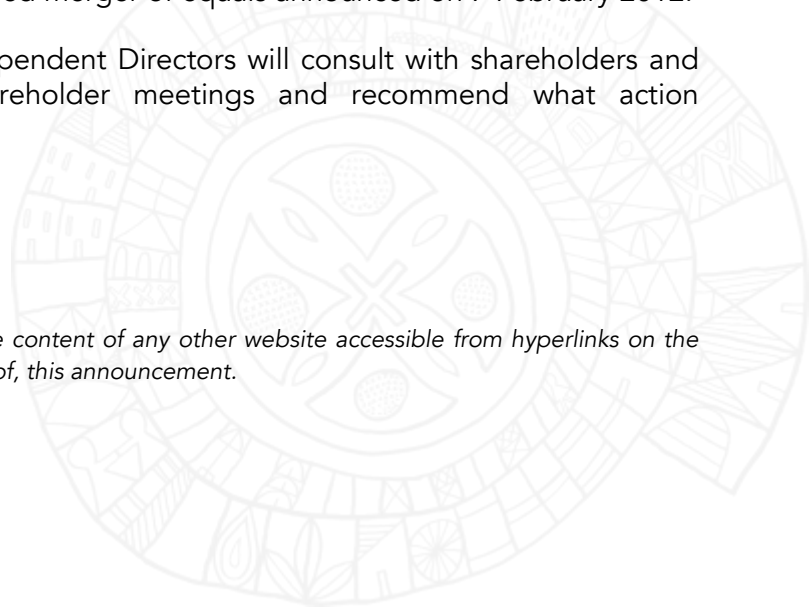 ed merger of equals announced on 7 February 2012.
pendent Directors will consult with shareholders and
reholder meetings and recommend what action
e content of any other website accessible from hyperlinks on the
of, this announcement.